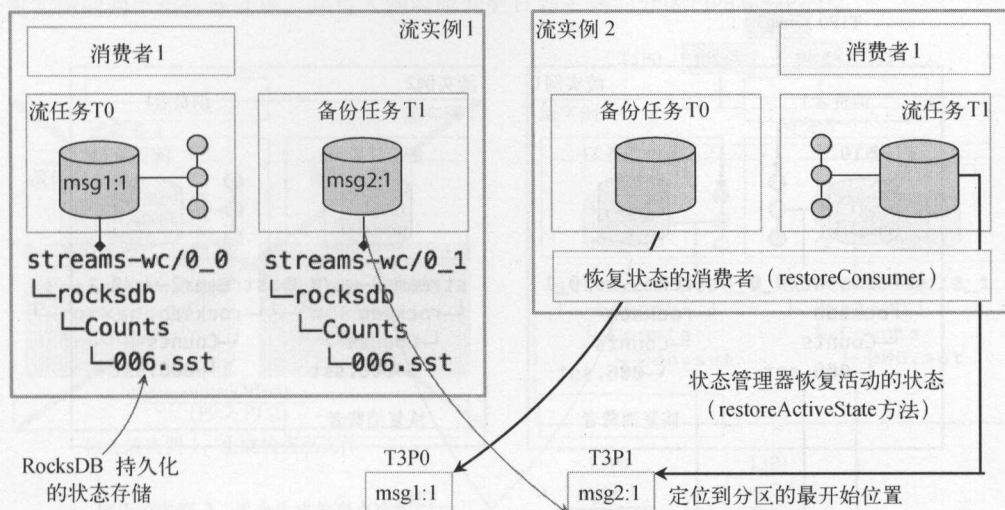 流实例1
消费者1
流任务T0
msg1:1
备份任务T1
msg2:1
streams-wc/0_0
└─rocksdb
└─Counts
└─006.sst
streams-wc/0_1
└─rocksdb
└─Counts
└─006.sst
RocksDB 持久化
的状态存储
流实例 2
消费者1
备份任务T0
流任务T1
恢复状态的消费者（restoreConsumer）
状态管理器恢复活动的状态
（restoreActiveState方法）
T3P0
msg1:1
T3P1
msg2:1
定位到分区的最开始位置